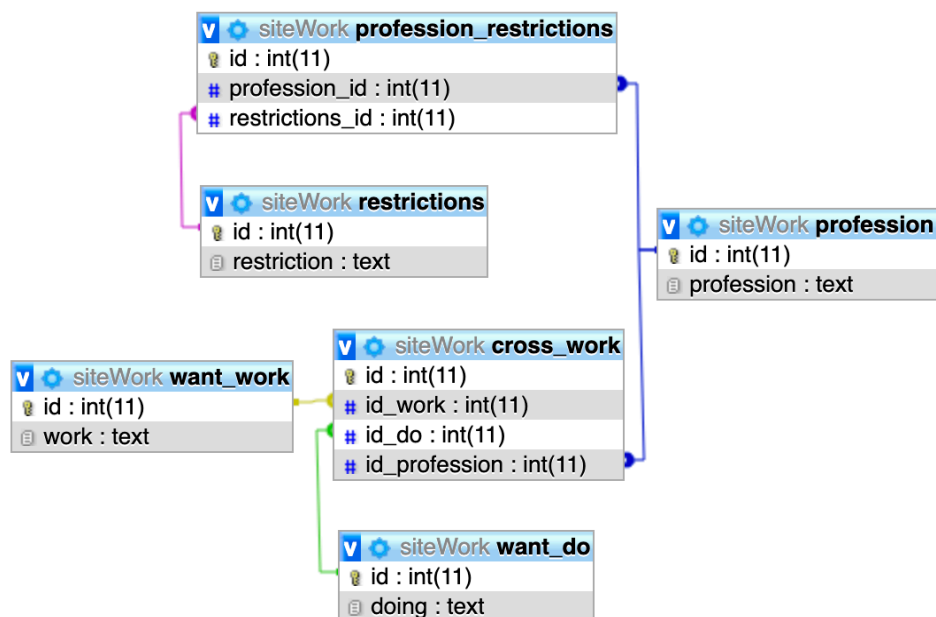 siteWork profession_restrictions
id : int(11)
profession_id : int(11)
restrictions_id : int(11)
siteWork restrictions
id : int(11)
restriction : text
siteWork profession
id : int(11)
profession : text
siteWork cross_work
id : int(11)
id_work : int(11)
id_do : int(11)
id_profession : int(11)
siteWork want_work
id : int(11)
work : text
siteWork want_do
id : int(11)
doing : text